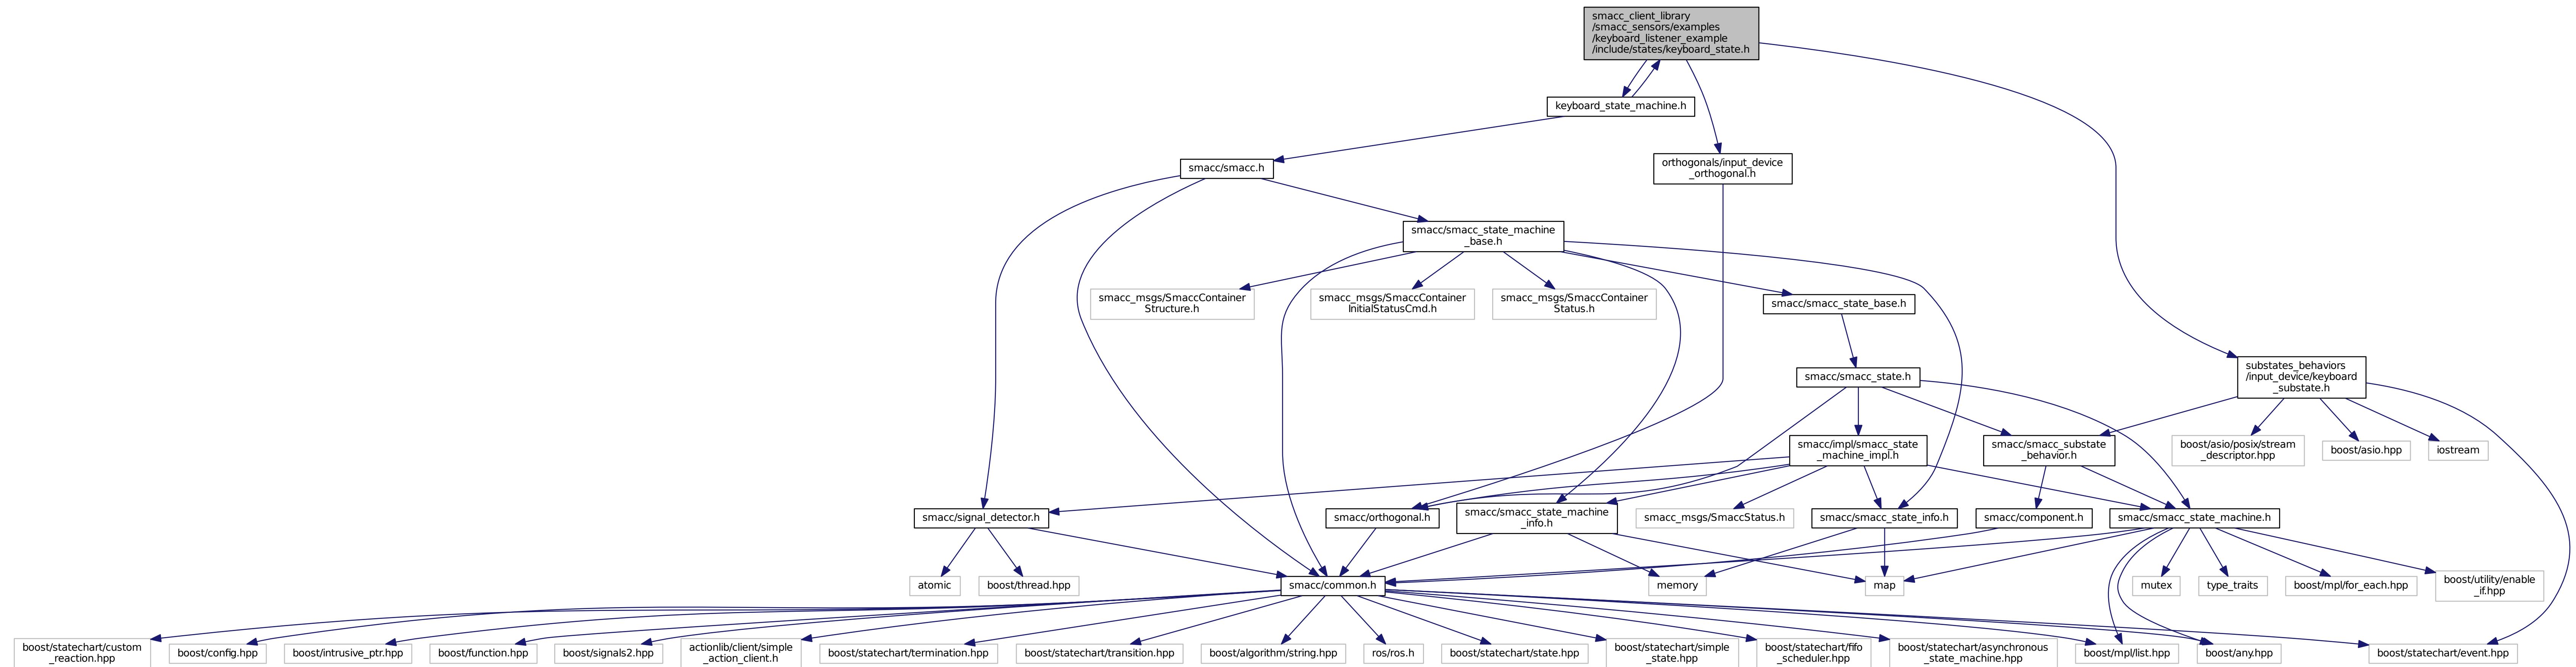 smacc_client_library
/smacc_sensors/examples
/keyboard_listener_example
/include/states/keyboard_state.h
keyboard_state_machine.h
smacc/smacc.h
orthogonals/input_device
_orthogonal.h
smacc/smacc_state_machine
_base.h
smacc_msgs/SmaccContainer
Structure.h
smacc_msgs/SmaccContainer
InitialStatusCmd.h
smacc_msgs/SmaccContainer
Status.h
smacc/smacc_state_base.h
smacc/smacc_state.h
substates_behaviors
/input_device/keyboard
_substate.h
smacc/impl/smacc_state
_machine_impl.h
smacc/smacc_substate
_behavior.h
boost/asio/posix/stream
_descriptor.hpp
boost/asio.hpp
iostream
smacc/signal_detector.h
smacc/orthogonal.h
smacc/smacc_state_machine
_info.h
smacc_msgs/SmaccStatus.h
smacc/smacc_state_info.h
smacc/component.h
smacc/smacc_state_machine.h
atomic
boost/thread.hpp
smacc/common.h
memory
map
mutex
type_traits
boost/mpl/for_each.hpp
boost/utility/enable
_if.hpp
boost/statechart/custom
_reaction.hpp
boost/config.hpp
boost/intrusive_ptr.hpp
boost/function.hpp
boost/signals2.hpp
actionlib/client/simple
_action_client.h
boost/statechart/termination.hpp
boost/statechart/transition.hpp
boost/algorithm/string.hpp
ros/ros.h
boost/statechart/state.hpp
boost/statechart/simple
_state.hpp
boost/statechart/fifo
_scheduler.hpp
boost/statechart/asynchronous
_state_machine.hpp
boost/mpl/list.hpp
boost/any.hpp
boost/statechart/event.hpp